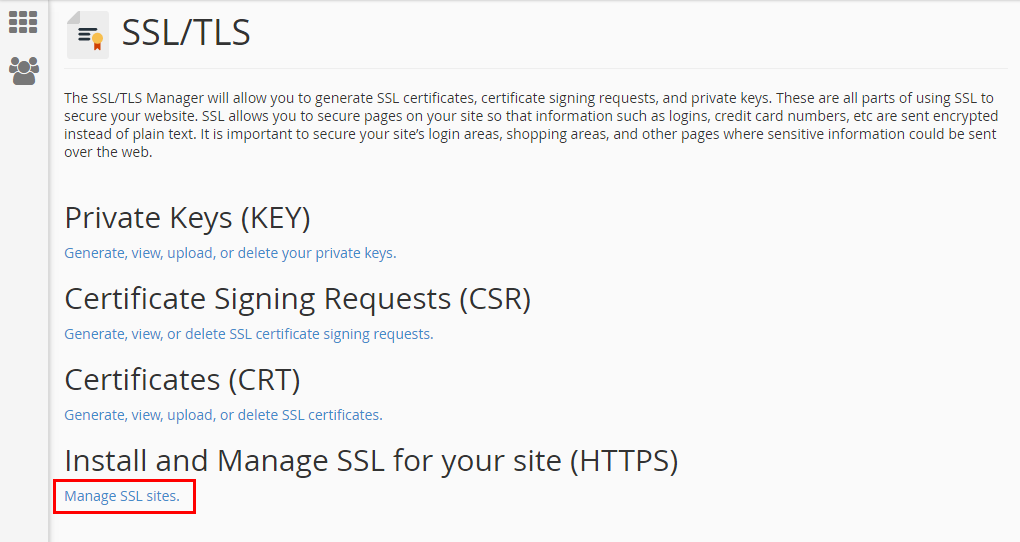 SSL/TLS
The SSL/TLS Manager will allow you to generate SSL certificates, certificate signing requests, and private keys. These are all parts of using SSL to
secure your website. SSL allows you to secure pages on your site so that information such as logins, credit card numbers, etc are sent encrypted
instead of plain text. It is important to secure your site’s login areas, shopping areas, and other pages where sensitive information could be sent
over the web.
Private Keys (KEY)
Generate, view, upload, or delete your private keys.
Certificate Signing Requests (CSR)
Generate, view, or delete SSL certificate signing requests.
Certificates (CRT)
Generate, view, upload, or delete SSL certificates.
Install and Manage SSL for your site (HTTPS)
Manage SSL sites.